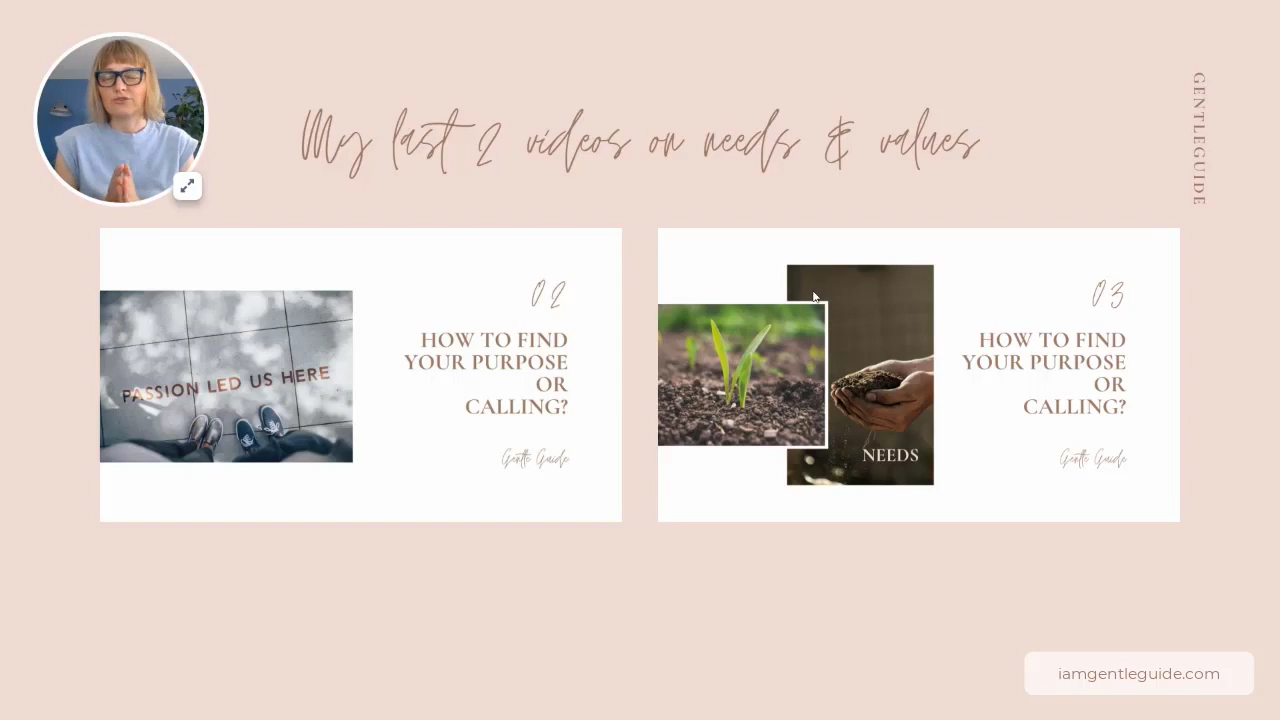 My last 2 videos on needs & values
GENTLEGUIDE
02
HOW TO FIND
YOUR PURPOSE
OR
CALLING?
Gentle Guide
PASSION LED US HERE
03
HOW TO FIND
YOUR PURPOSE
OR
CALLING?
Gentle Guide
NEEDS
iamgentleguide.com